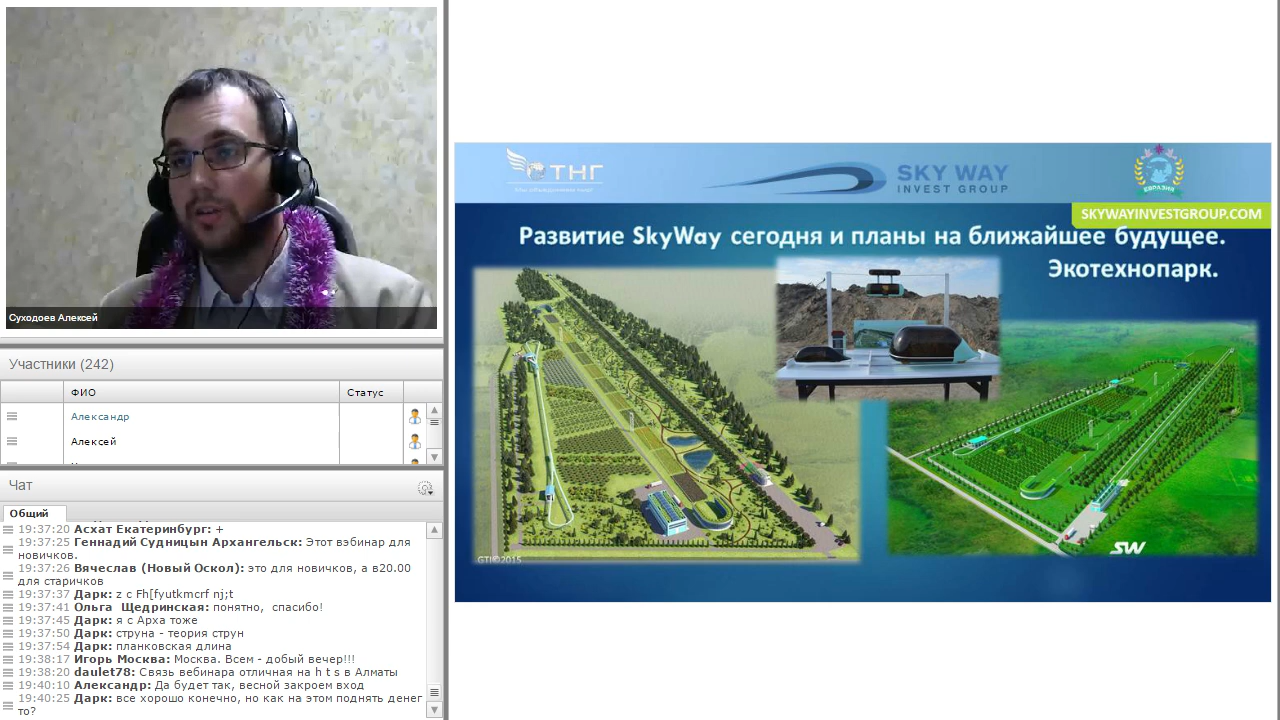 Суходоев Алексей
Участники (242)
ФИО
Статус
Александр
Алексей
Чат
Общий
19:37:20 Асхат Екатеринбург: +
19:37:25 Геннадий Судницын Архангельск: Этот вэбинар для
новичков.
19:37:26 Вячеслав (Новый Оскол): это для новичков, а в20.00
для старичков
19:37:37 Дарк: z c Fh[fyutkmcrf nj;t
19:37:41 Ольга Щедринская: понятно, спасибо!
19:37:45 Дарк: я с Арха тоже
19:37:50 Дарк: струна - теория струн
19:37:54 Дарк: планковская длина
19:38:17 Игорь Москва: Москва. Всем - добый вечер!!!
19:38:20 daulet78: Связь вебинара отличная на h t s в Алматы
19:40:10 Александр: Да будет так, весной закроем вход
19:40:25 Дарк: все хорошо конечно, но как на этом поднять денег
то?
ТНГ
SKY WAY
INVEST GROUP
ЕВРАЗИЯ
SKYWAYINVESTGROUP.COM
Развитие SkyWay сегодня и планы на ближайшее будущее.
Экотехнопарк.
GTI©2015
SW